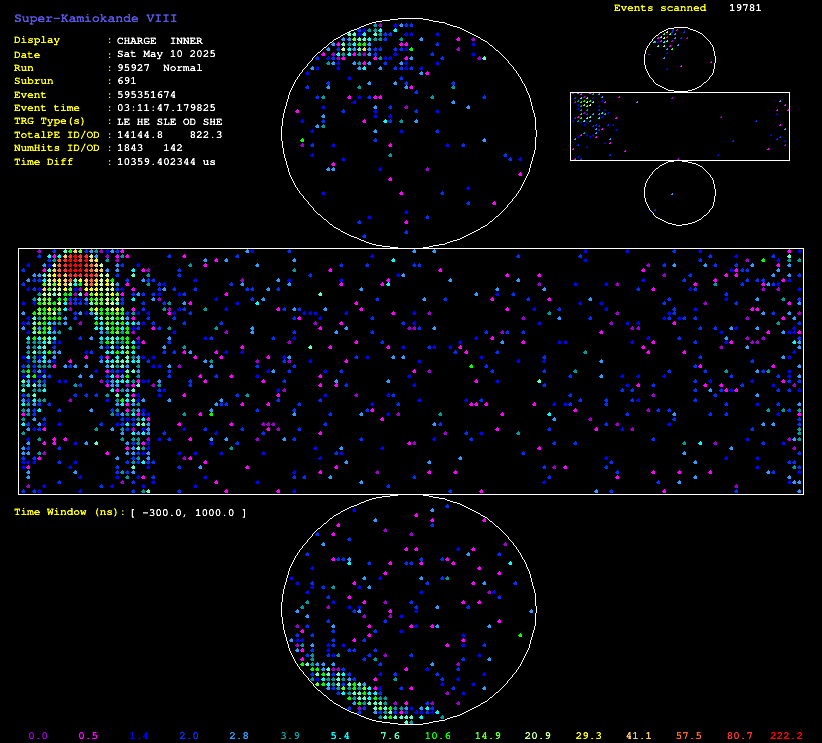 Super-Kamiokande VIII
Events scanned 19781
Display : CHARGE INNER
Date : Sat May 10 2025
Run : 95927 Normal
Subrun : 691
Event : 595351674
Event time : 03:11:47.179825
TRG Type(s) : LE HE SLE OD SHE
TotalPE ID/OD : 14144.8 822.3
NumHits ID/OD : 1843 142
Time Diff : 10359.402344 us
Time Window (ns): [ -300.0, 1000.0 ]
0.0 0.5 1.4 2.0 2.8 3.9 5.4 7.6 10.6 14.9 20.9 29.3 41.1 57.5 80.7 222.2